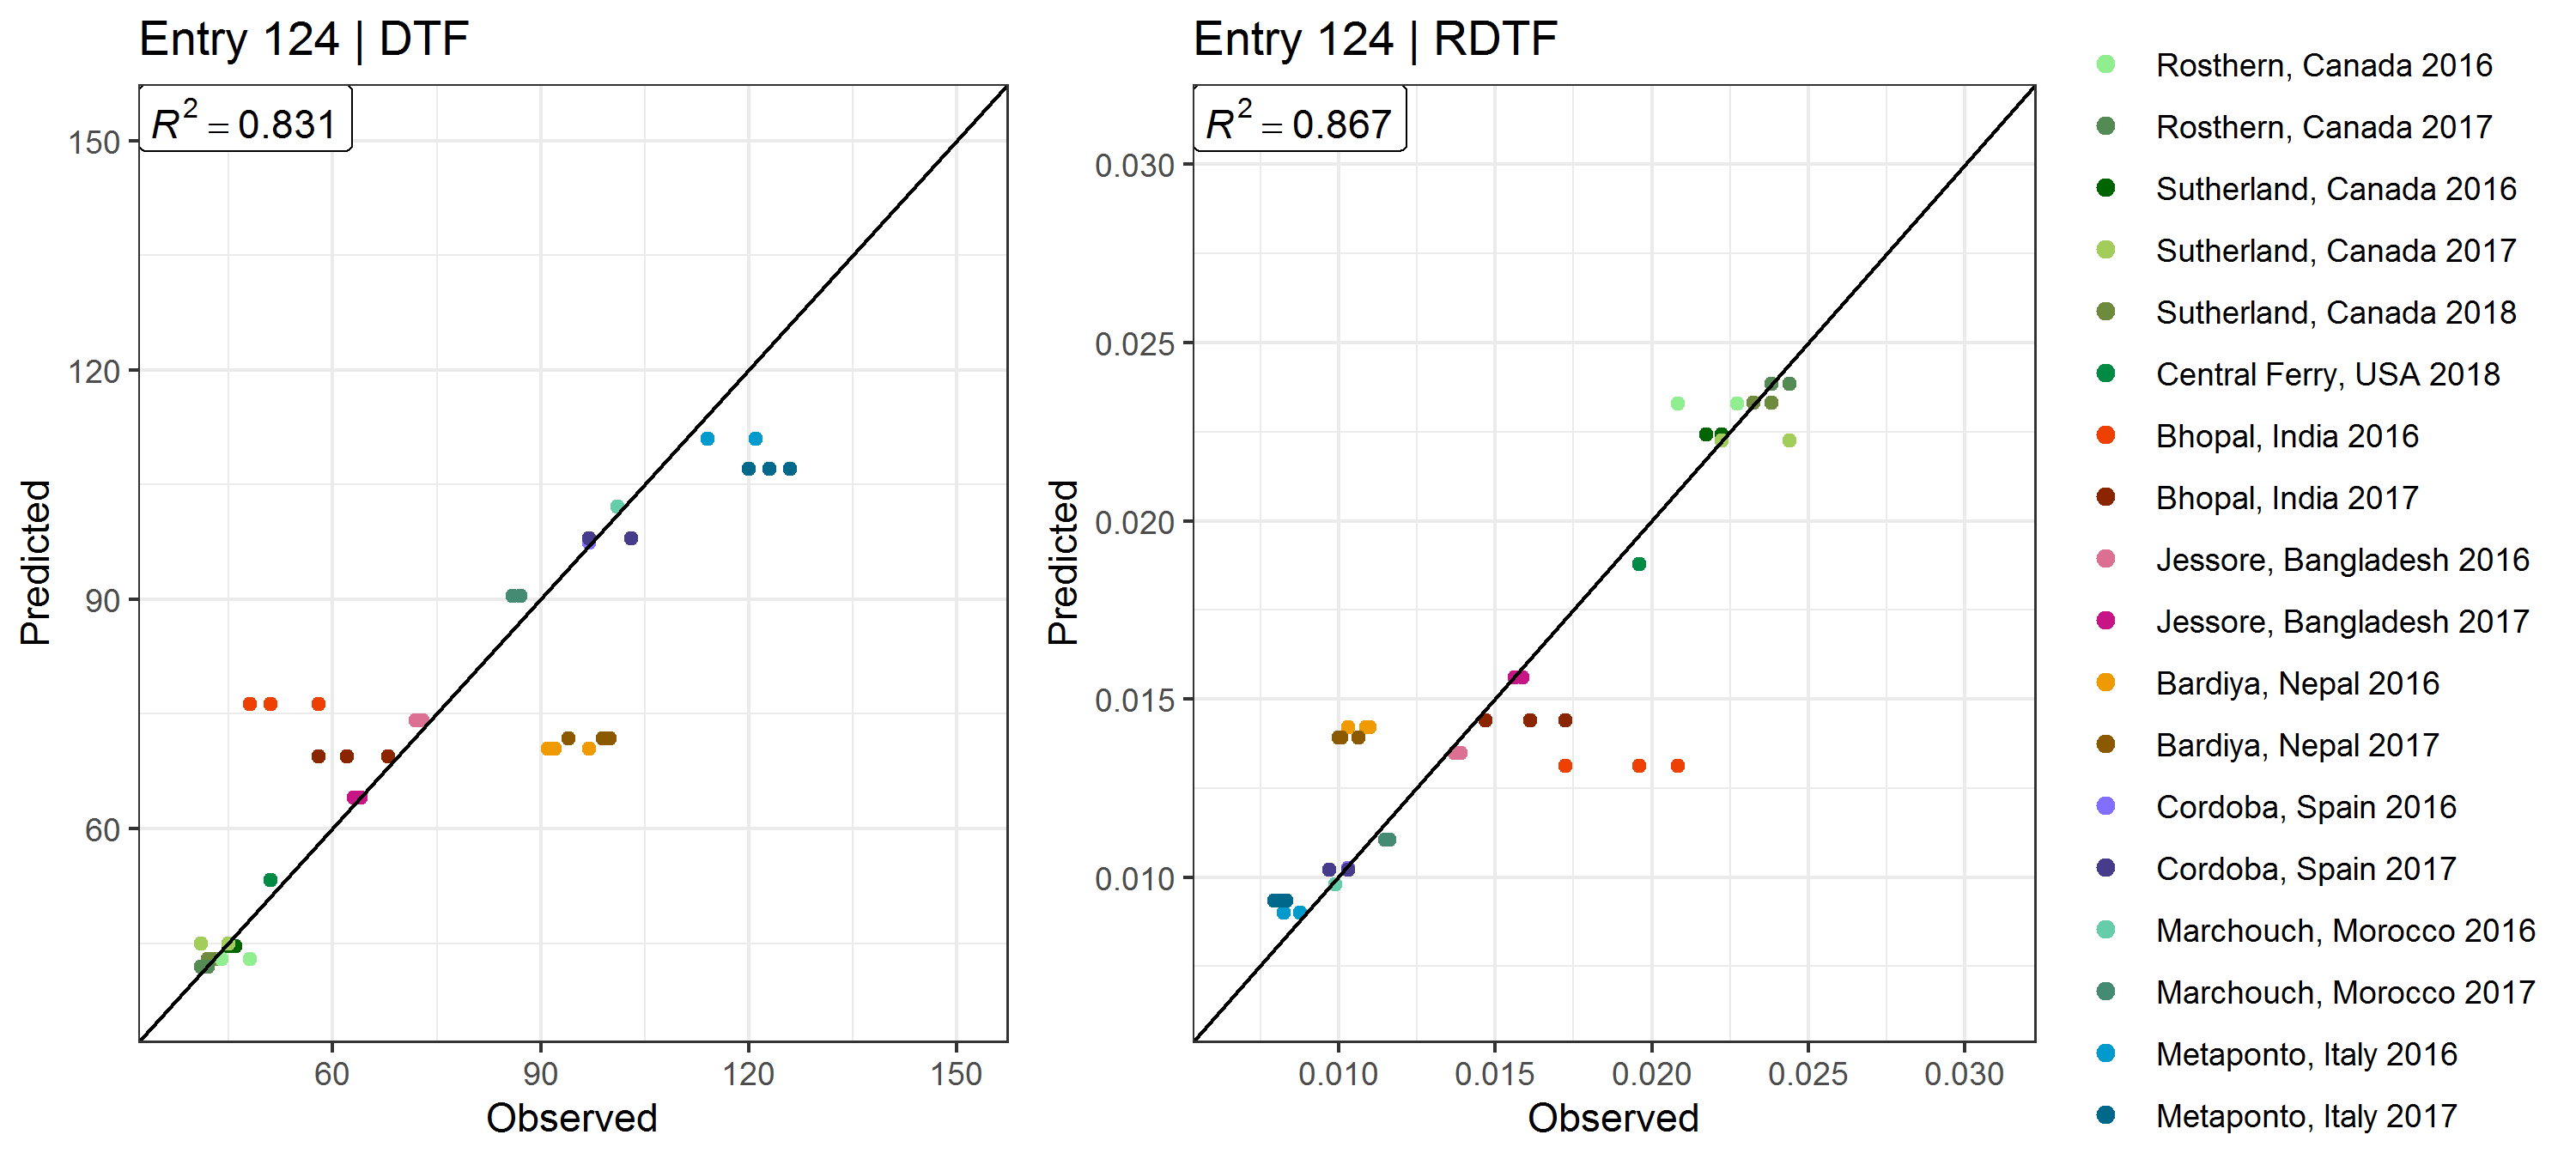 Entry 124 | DTF
R² = 0.831
150
120
90
60
Predicted
60 90 120 150
Observed
Entry 124 | RDTF
R² = 0.867
0.030
0.025
0.020
0.015
0.010
Predicted
0.010 0.015 0.020 0.025 0.030
Observed
Rosthern, Canada 2016
Rosthern, Canada 2017
Sutherland, Canada 2016
Sutherland, Canada 2017
Sutherland, Canada 2018
Central Ferry, USA 2018
Bhopal, India 2016
Bhopal, India 2017
Jessore, Bangladesh 2016
Jessore, Bangladesh 2017
Bardiya, Nepal 2016
Bardiya, Nepal 2017
Cordoba, Spain 2016
Cordoba, Spain 2017
Marchouch, Morocco 2016
Marchouch, Morocco 2017
Metaponto, Italy 2016
Metaponto, Italy 2017